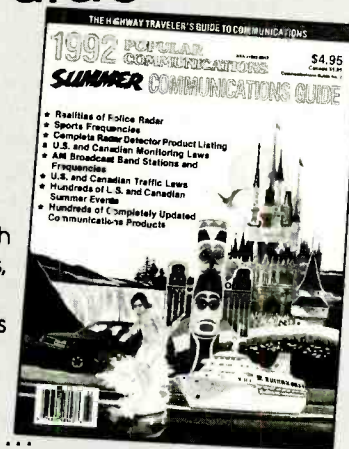 THE HIGHWAY TRAVELER'S GUIDE TO COMMUNICATIONS
1992 POPULAR
COMMUNICATIONS
$4.95
SUMMER COMMUNICATIONS GUIDE
★ Realities of Police Radar
★ Sports Frequencies
★ Complete Radar Detector Product Listing
★ U.S. and Canadian Monitoring Laws
★ AM Broadcast Band Stations and
Frequencies
★ U.S. and Canadian Traffic Laws
★ Hundreds of U.S. and Canadian
Summer Events
★ Hundreds of Completely Updated
Communications Products
...